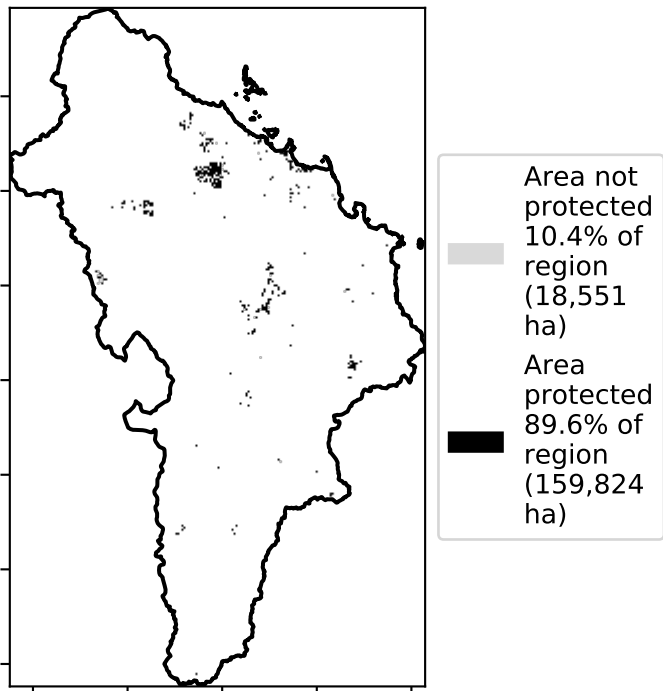 Area not
protected
10.4% of
region
(18,551
ha)
Area
protected
89.6% of
region
(159,824
ha)